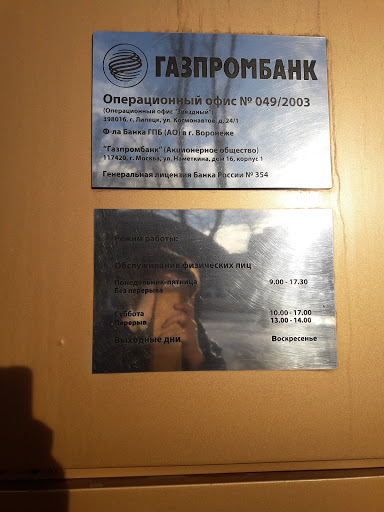 ГАЗПРОМБАНК
Операционный офис № 049/2003
(Операционный офис "Звездный")
398016, г. Липецк, ул. Космонавтов, д. 24/1
Ф-ла Банка ГПБ (АО) в г. Воронеже
"Газпромбанк" (Акционерное общество)
117420, г. Москва, ул. Наметкина, дом 16, корпус 1
Генеральная лицензия Банка России № 354
Режим работы:
Обслуживание физических лиц
Понедельник-пятница 9.00 - 17.30
Без перерыва
Суббота 10.00 - 17.00
Перерыв 13.00 - 14.00
Выходные дни Воскресенье